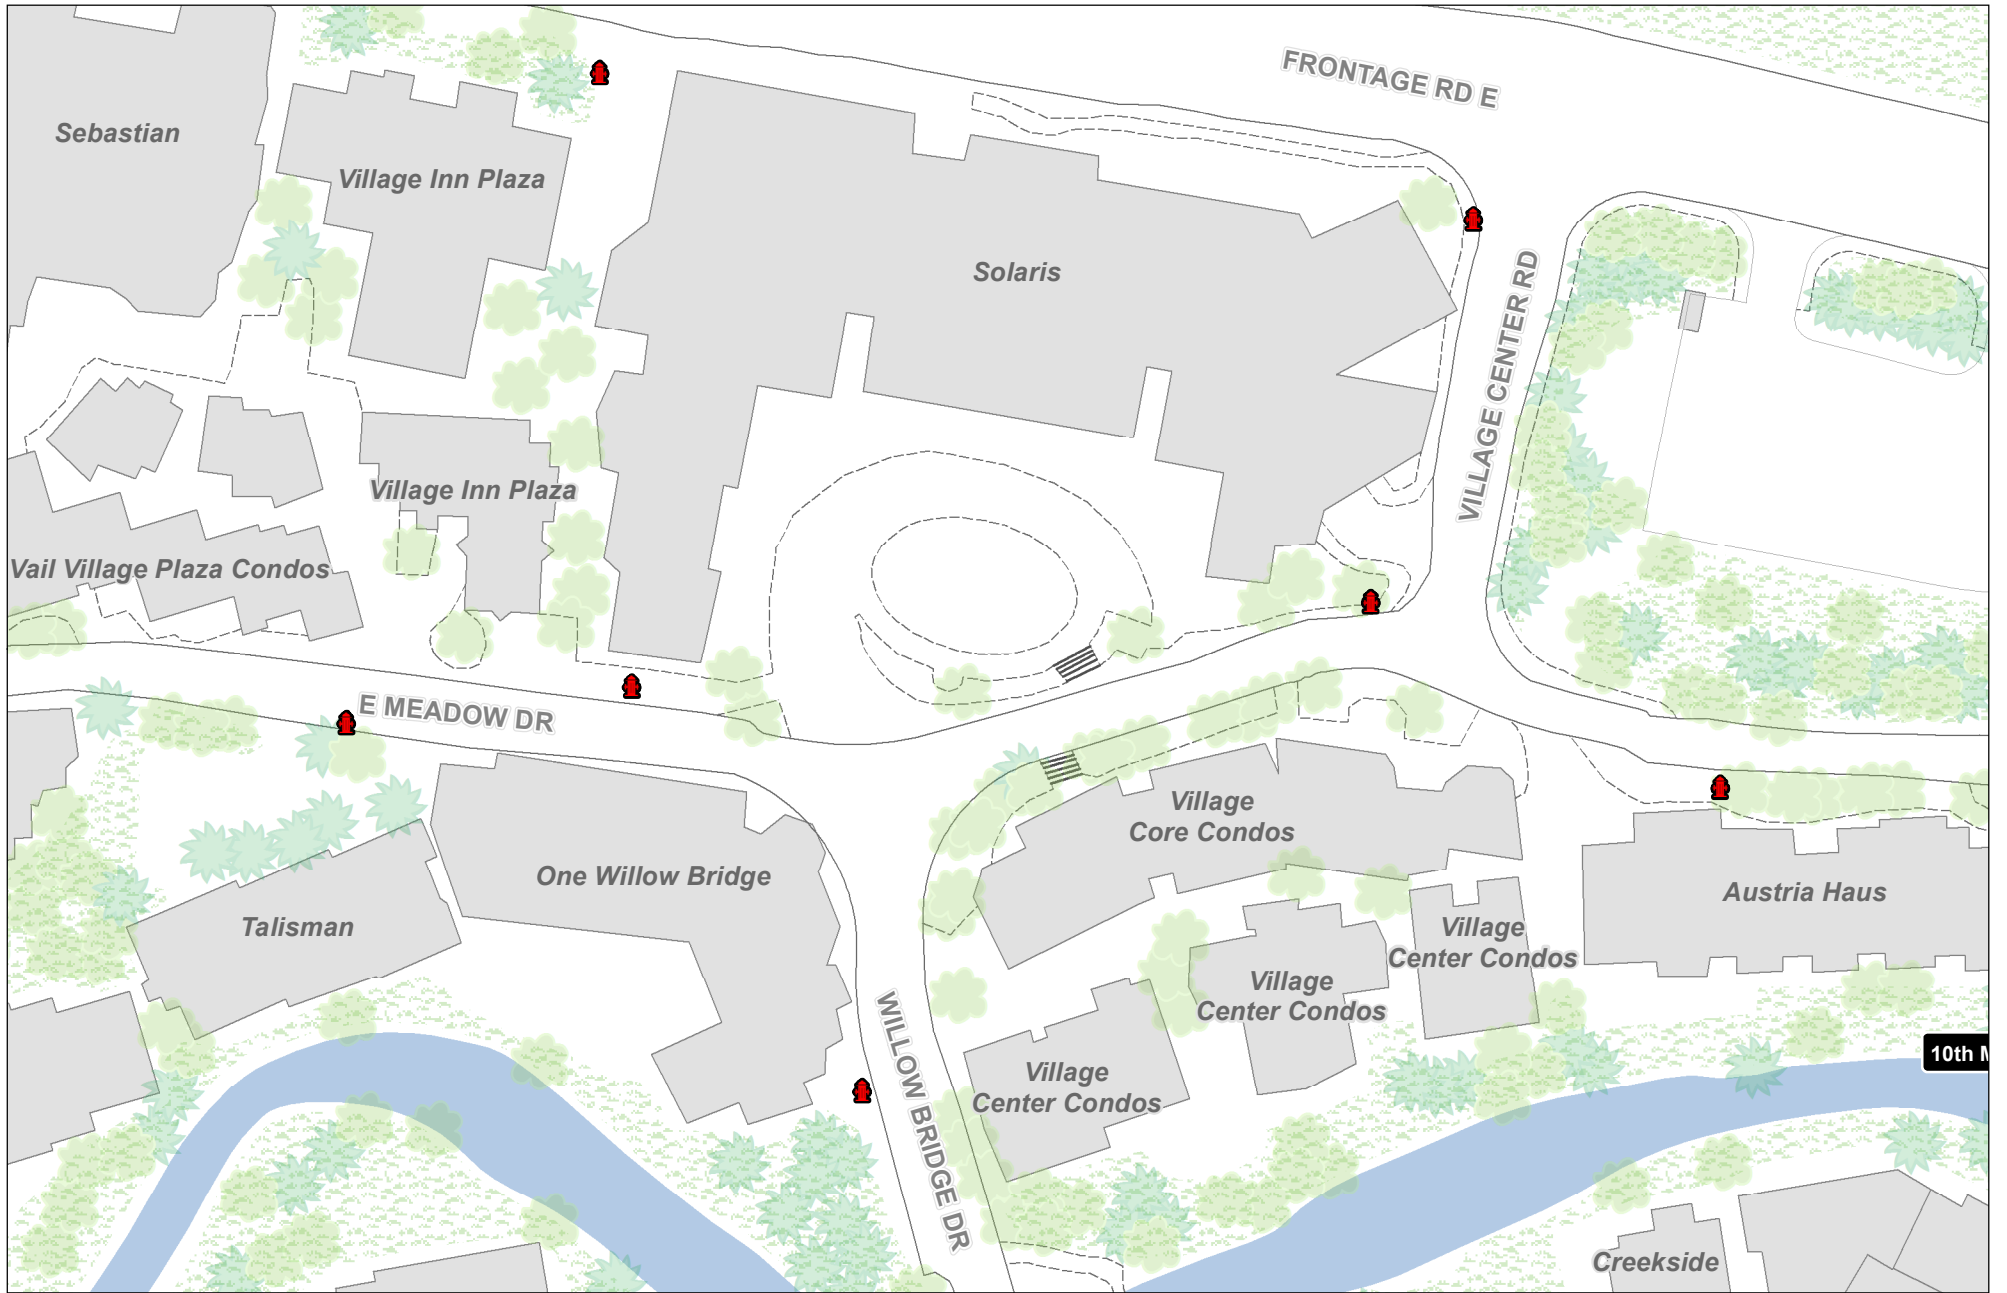 FRONTAGE RD E
Sebastian
Village Inn Plaza
Solaris
VILLAGE CENTER RD
Village Inn Plaza
Vail Village Plaza Condos
E MEADOW DR
Village
Core Condos
One Willow Bridge
Austria Haus
Talisman
Village
Center Condos
Village
Center Condos
WILLOW BRIDGE DR
10th M
Village
Center Condos
Creekside